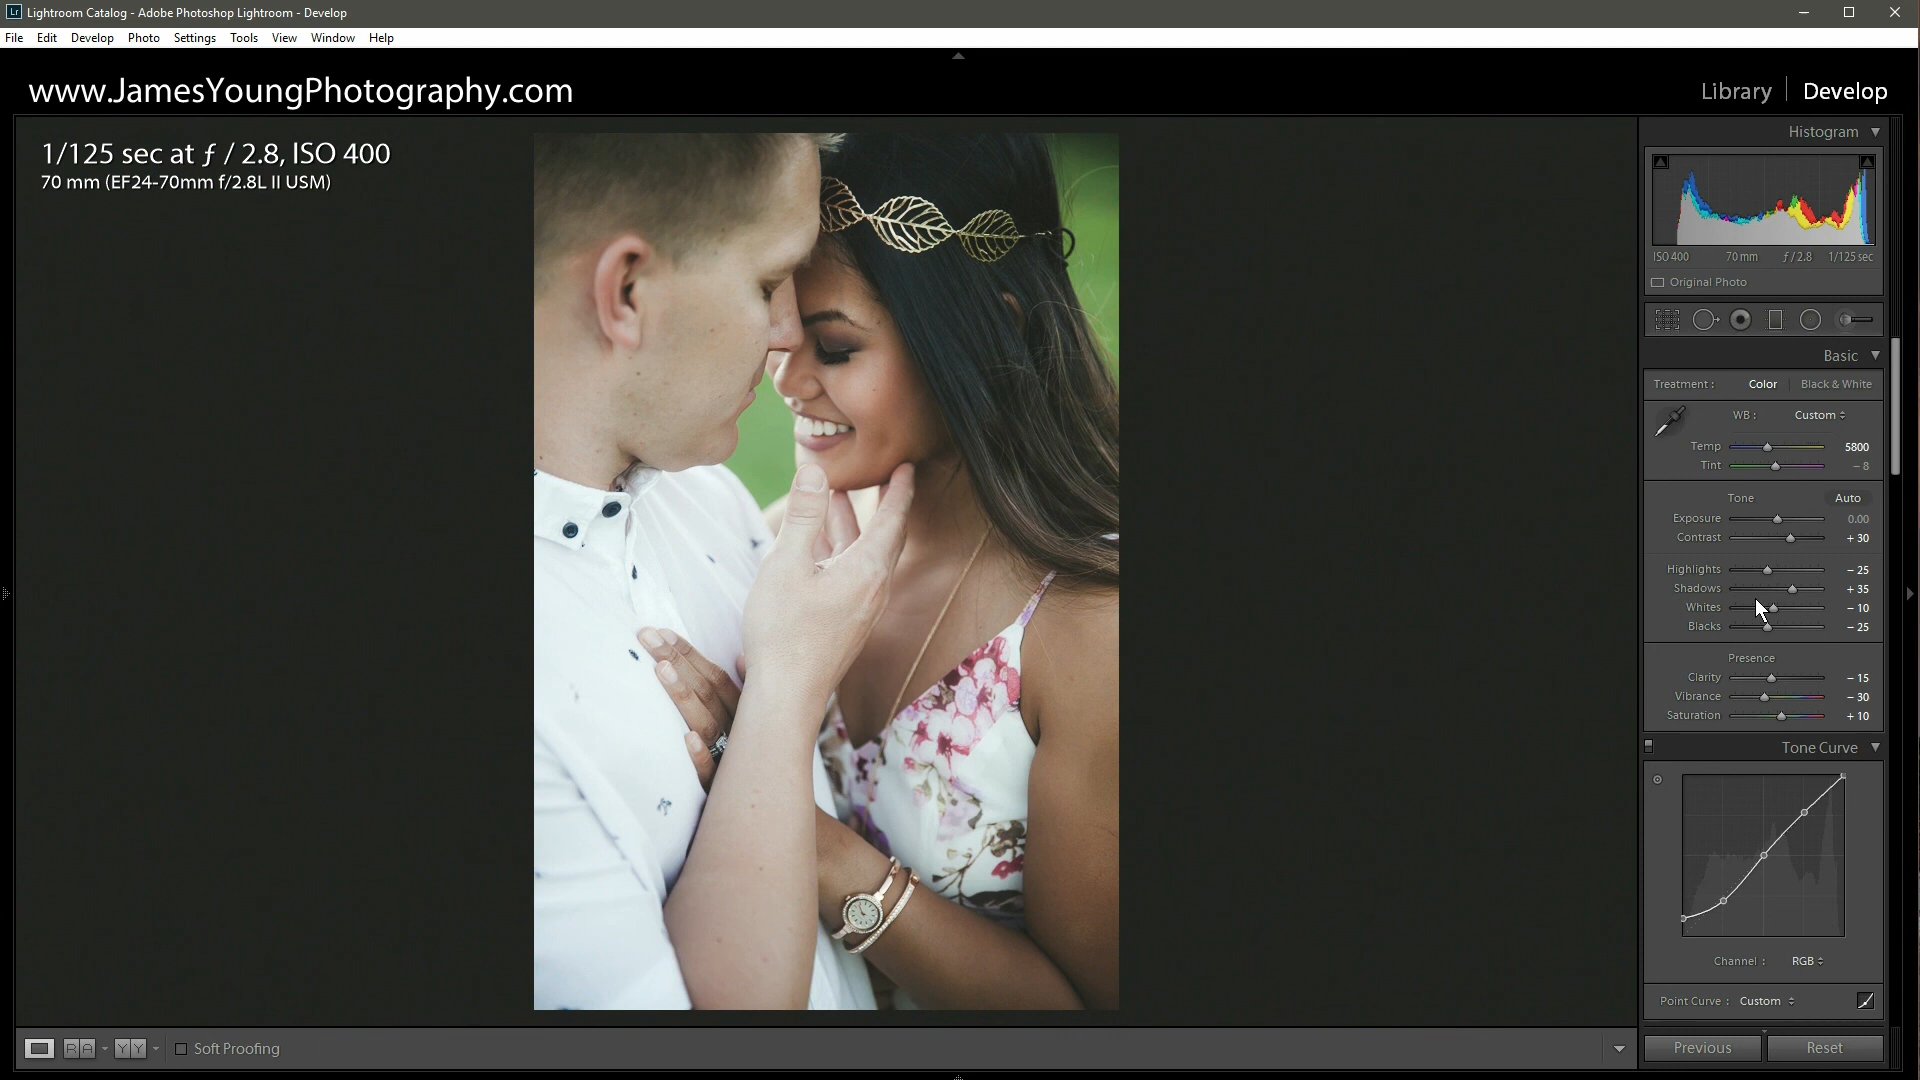 Lr Lightroom Catalog - Adobe Photoshop Lightroom - Develop
File Edit Develop Photo Settings Tools View Window Help
www.JamesYoungPhotography.com
Library | Develop
1/125 sec at ƒ / 2.8, ISO 400
70 mm (EF24-70mm f/2.8L II USM)
Histogram
ISO 400 70 mm ƒ / 2.8 1/125 sec
Original Photo
Basic
Treatment : Color Black & White
WB : Custom
Temp 5800
Tint – 8
Tone Auto
Exposure 0.00
Contrast + 30
Highlights – 25
Shadows + 35
Whites – 10
Blacks – 25
Presence
Clarity – 15
Vibrance – 30
Saturation + 10
Tone Curve
Channel : RGB
Point Curve : Custom
R A Y Y Soft Proofing
Previous Reset